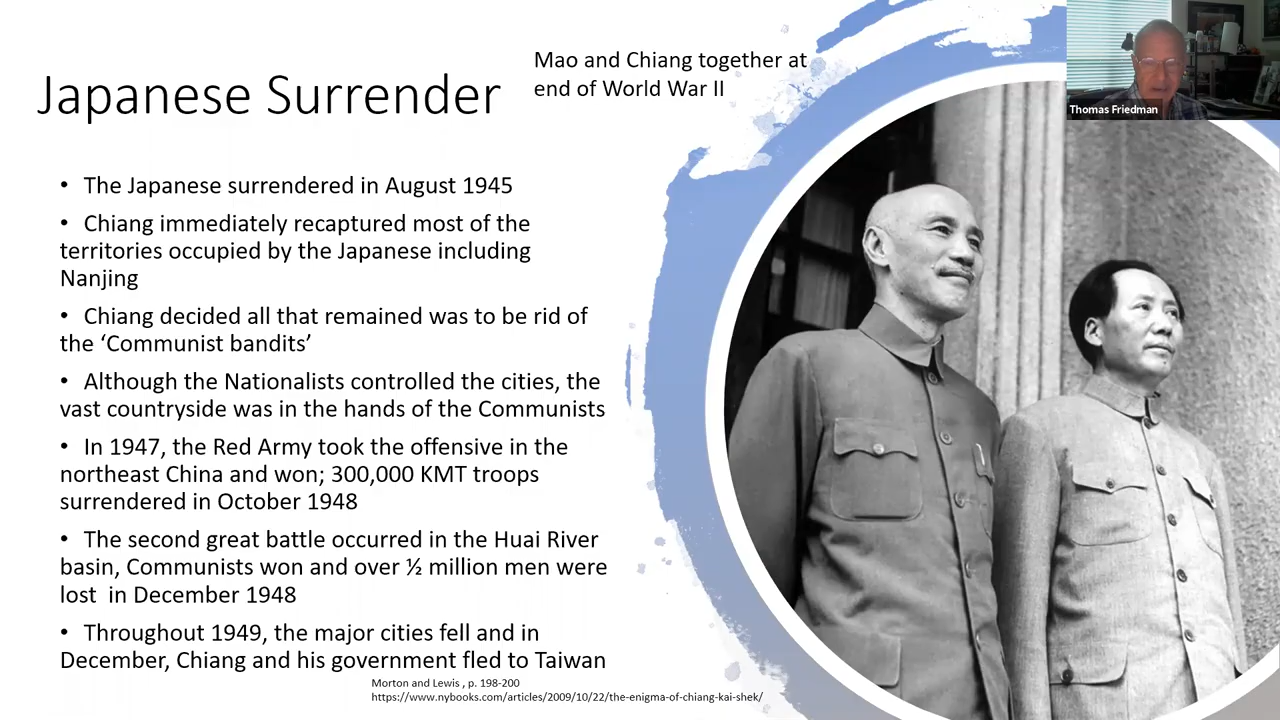 Japanese Surrender
Mao and Chiang together at
end of World War II
Thomas Friedman
• The Japanese surrendered in August 1945
• Chiang immediately recaptured most of the
territories occupied by the Japanese including
Nanjing
• Chiang decided all that remained was to be rid of
the ‘Communist bandits’
• Although the Nationalists controlled the cities, the
vast countryside was in the hands of the Communists
• In 1947, the Red Army took the offensive in the
northeast China and won; 300,000 KMT troops
surrendered in October 1948
• The second great battle occurred in the Huai River
basin, Communists won and over ½ million men were
lost in December 1948
• Throughout 1949, the major cities fell and in
December, Chiang and his government fled to Taiwan
Morton and Lewis , p. 198-200
https://www.nybooks.com/articles/2009/10/22/the-enigma-of-chiang-kai-shek/